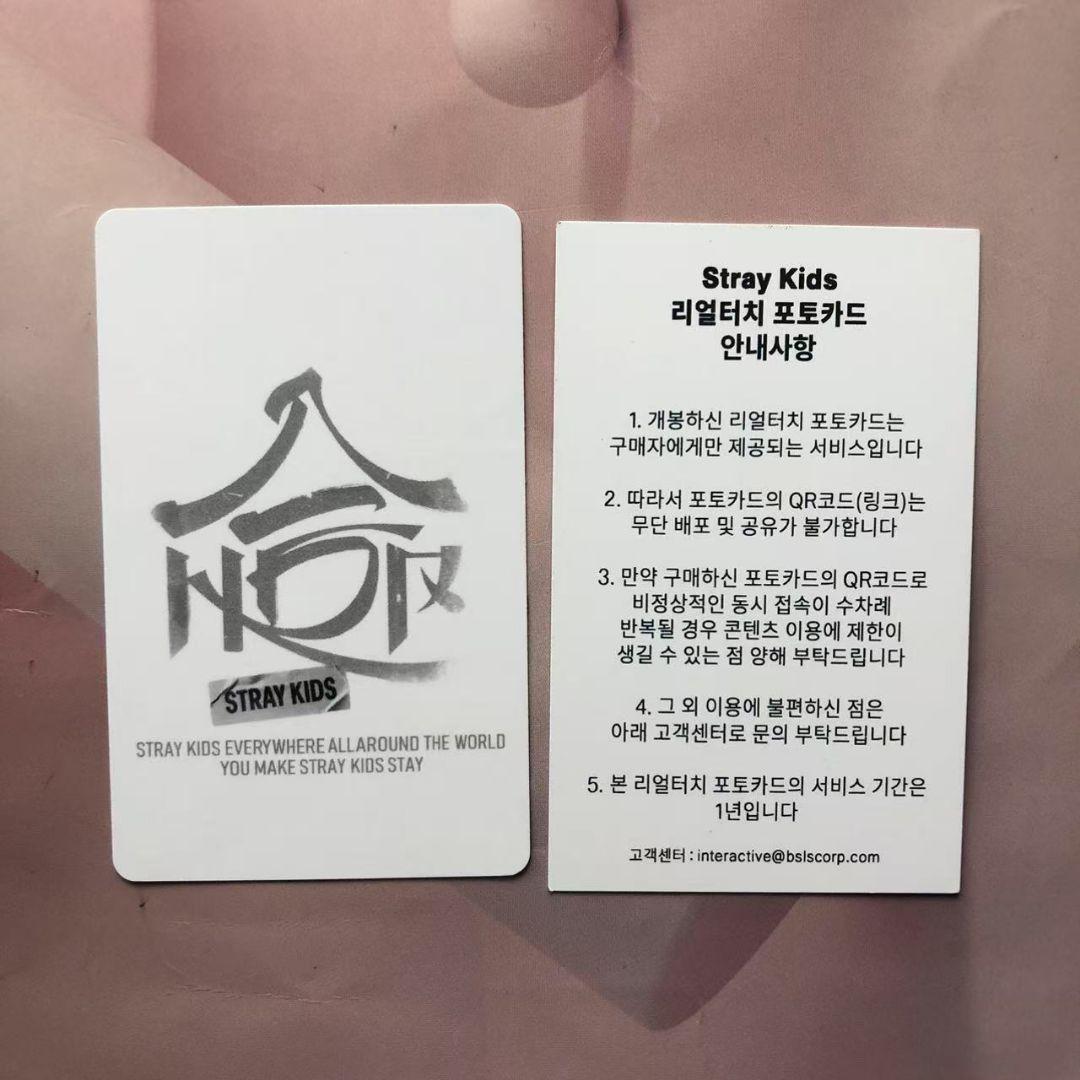 STRAY KIDS
STRAY KIDS EVERYWHERE ALL AROUND THE WORLD
YOU MAKE STRAY KIDS STAY
Stray Kids
리얼터치 포토카드
안내사항
1. 개봉하신 리얼터치 포토카드는
구매자에게만 제공되는 서비스입니다
2. 따라서 포토카드의 QR코드(링크)는
무단 배포 및 공유가 불가합니다
3. 만약 구매하신 포토카드의 QR코드로
비정상적인 동시 접속이 수차례
반복될 경우 콘텐츠 이용에 제한이
생길 수 있는 점 양해 부탁드립니다
4. 그 외 이용에 불편하신 점은
아래 고객센터로 문의 부탁드립니다
5. 본 리얼터치 포토카드의 서비스 기간은
1년입니다
고객센터 : interactive@bslscorp.com